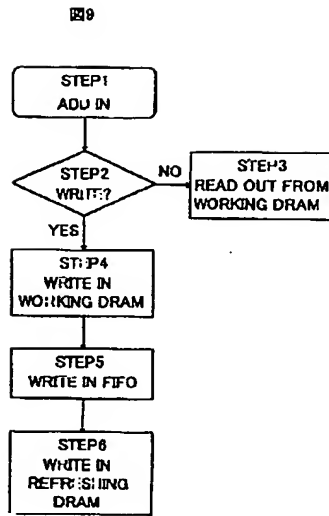 図9
STEP1
ADD IN
STEP2
WRITE?
NO
STEP3
READ OUT FROM
WORKING DRAM
YES
STEP4
WRITE IN
WORKING DRAM
STEP5
WRITE IN FIFO
STEP6
WRITE IN
REFRESHING
DRAM